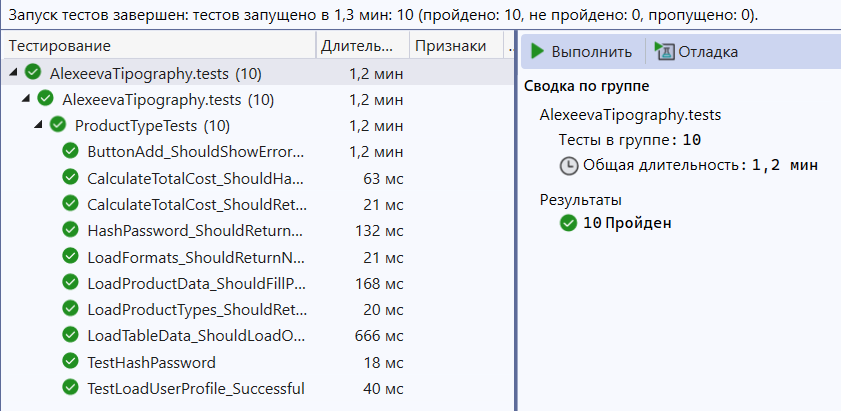 Запуск тестов завершен: тестов запущено в 1,3 мин: 10 (пройдено: 10, не пройдено: 0, пропущено: 0).
Тестирование Длитель... Признаки ...
AlexeevaTipography.tests (10) 1,2 мин
AlexeevaTipography.tests (10) 1,2 мин
ProductTypeTests (10) 1,2 мин
ButtonAdd_ShouldShowError... 1,2 мин
CalculateTotalCost_ShouldHa... 63 мс
CalculateTotalCost_ShouldRet... 21 мс
HashPassword_ShouldReturn... 132 мс
LoadFormats_ShouldReturnN... 21 мс
LoadProductData_ShouldFillP... 168 мс
LoadProductTypes_ShouldRet... 20 мс
LoadTableData_ShouldLoadO... 666 мс
TestHashPassword 18 мс
TestLoadUserProfile_Successful 40 мс
Выполнить Отладка
Сводка по группе
AlexeevaTipography.tests
Тесты в группе: 10
Общая длительность: 1,2 мин
Результаты
10 Пройден